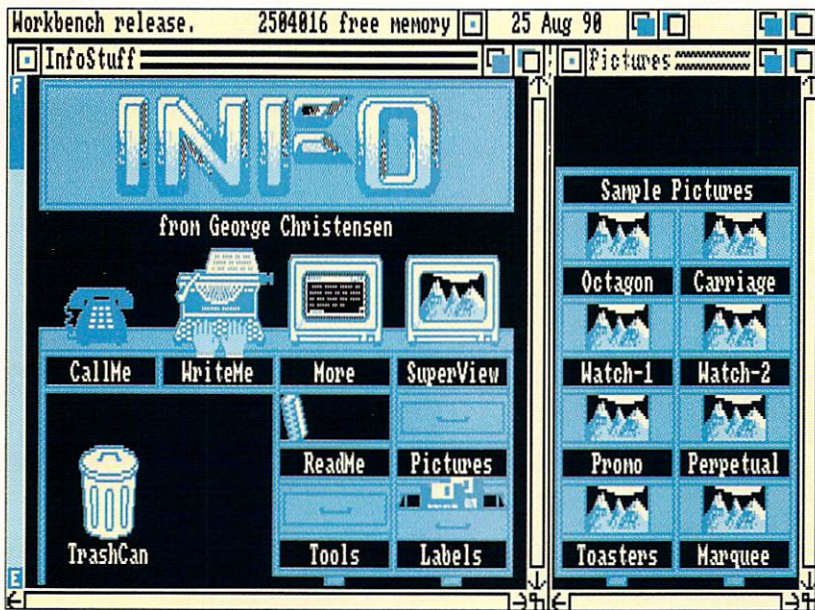 Workbench release. 2504016 free memory 25 Aug 90
InfoStuff
Pictures
F
INFO
from George Christensen
CallMe WriteMe More SuperView
ReadMe Pictures
TrashCan Tools Labels
E
Sample Pictures
Octagon Carriage
Watch-1 Watch-2
Promo Perpetual
Toasters Marquee